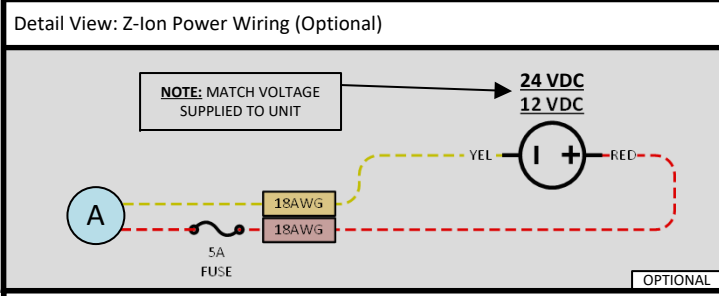 Detail View: Z-Ion Power Wiring (Optional)
NOTE: MATCH VOLTAGE
SUPPLIED TO UNIT
24 VDC
12 VDC
YEL
RED
A
18AWG
18AWG
5A
FUSE
OPTIONAL